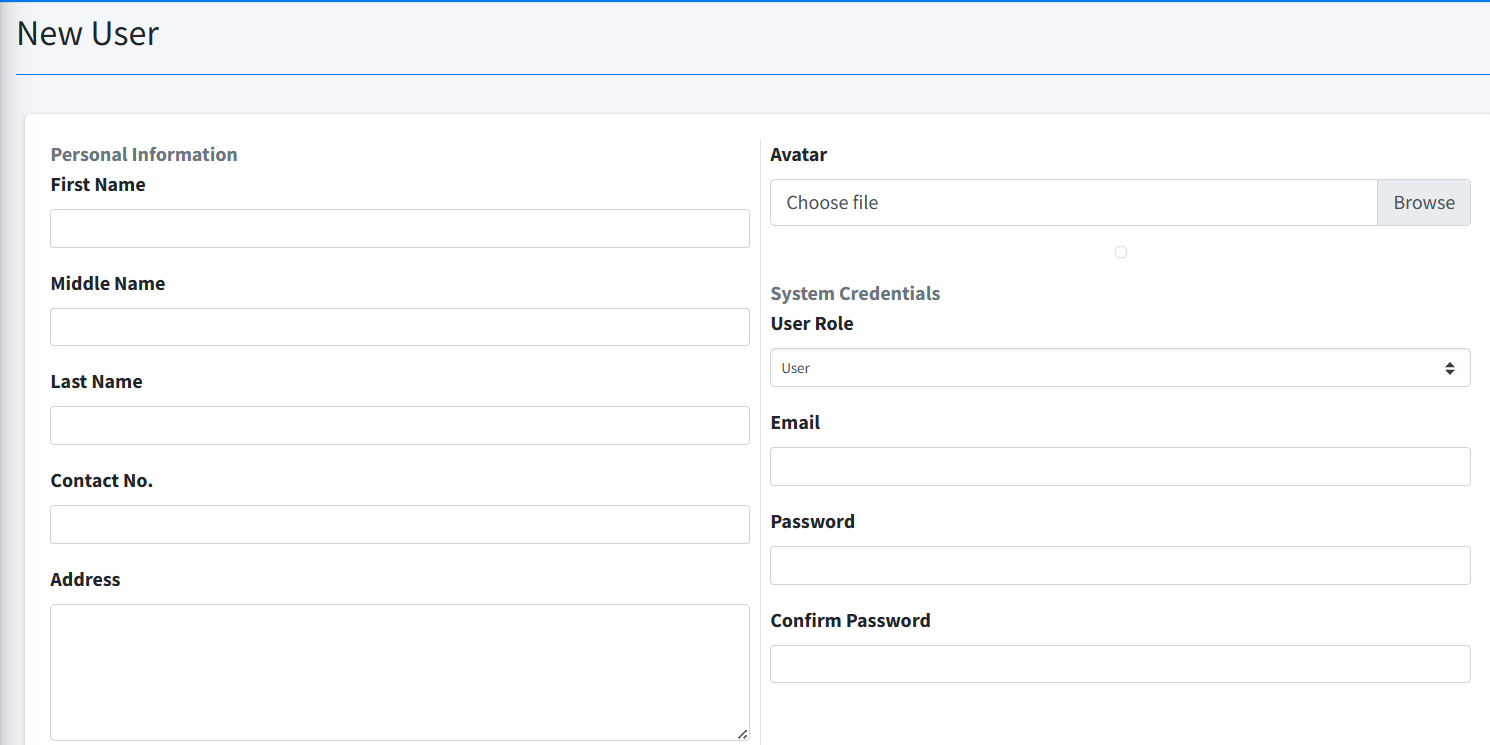 New User
Personal Information
First Name
Middle Name
Last Name
Contact No.
Address
Avatar
Choose file
Browse
System Credentials
User Role
User
Email
Password
Confirm Password